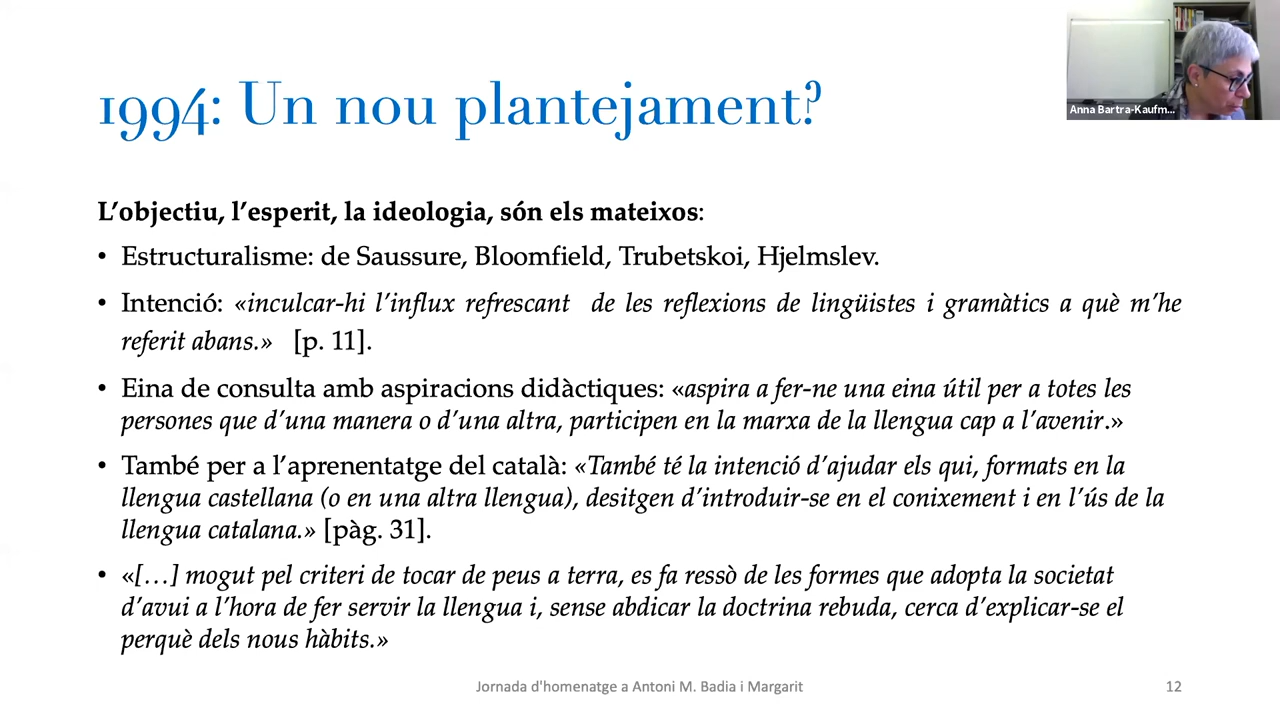 1994: Un nou plantejament?
Anna Bartra-Kaufm...
L'objectiu, l'esperit, la ideologia, són els mateixos:
• Estructuralisme: de Saussure, Bloomfield, Trubetskoi, Hjelmslev.
• Intenció: «inculcar-hi l'influx refrescant de les reflexions de lingüistes i gramàtics a què m'he
referit abans.» [p. 11].
• Eina de consulta amb aspiracions didàctiques: «aspira a fer-ne una eina útil per a totes les
persones que d'una manera o d'una altra, participen en la marxa de la llengua cap a l'avenir.»
• També per a l'aprenentatge del català: «També té la intenció d'ajudar els qui, formats en la
llengua castellana (o en una altra llengua), desitgen d'introduir-se en el conixement i en l'ús de la
llengua catalana.» [pàg. 31].
• «[…] mogut pel criteri de tocar de peus a terra, es fa ressò de les formes que adopta la societat
d'avui a l'hora de fer servir la llengua i, sense abdicar la doctrina rebuda, cerca d'explicar-se el
perquè dels nous hàbits.»
Jornada d'homenatge a Antoni M. Badia i Margarit
12